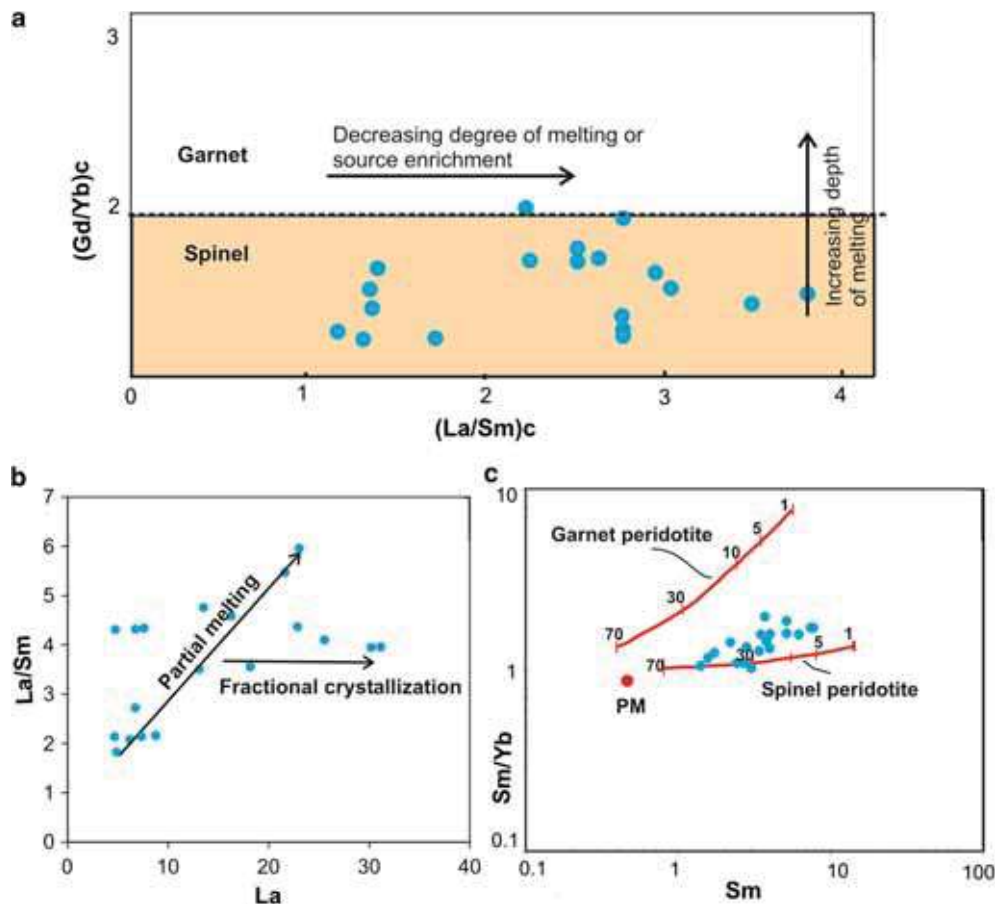 a
3
2
(Gd/Yb)c
Garnet
Spinel
Decreasing degree of melting or
source enrichment
Increasing depth
of melting
0
1
2
3
4
(La/Sm)c
b
7
6
5
4
3
2
1
0
La/Sm
Partial melting
Fractional crystallization
0
10
20
30
40
La
c
10
1
0.1
Sm/Yb
Garnet peridotite
1
5
10
30
70
70
30
5
1
Spinel peridotite
PM
0.1
1
10
100
Sm